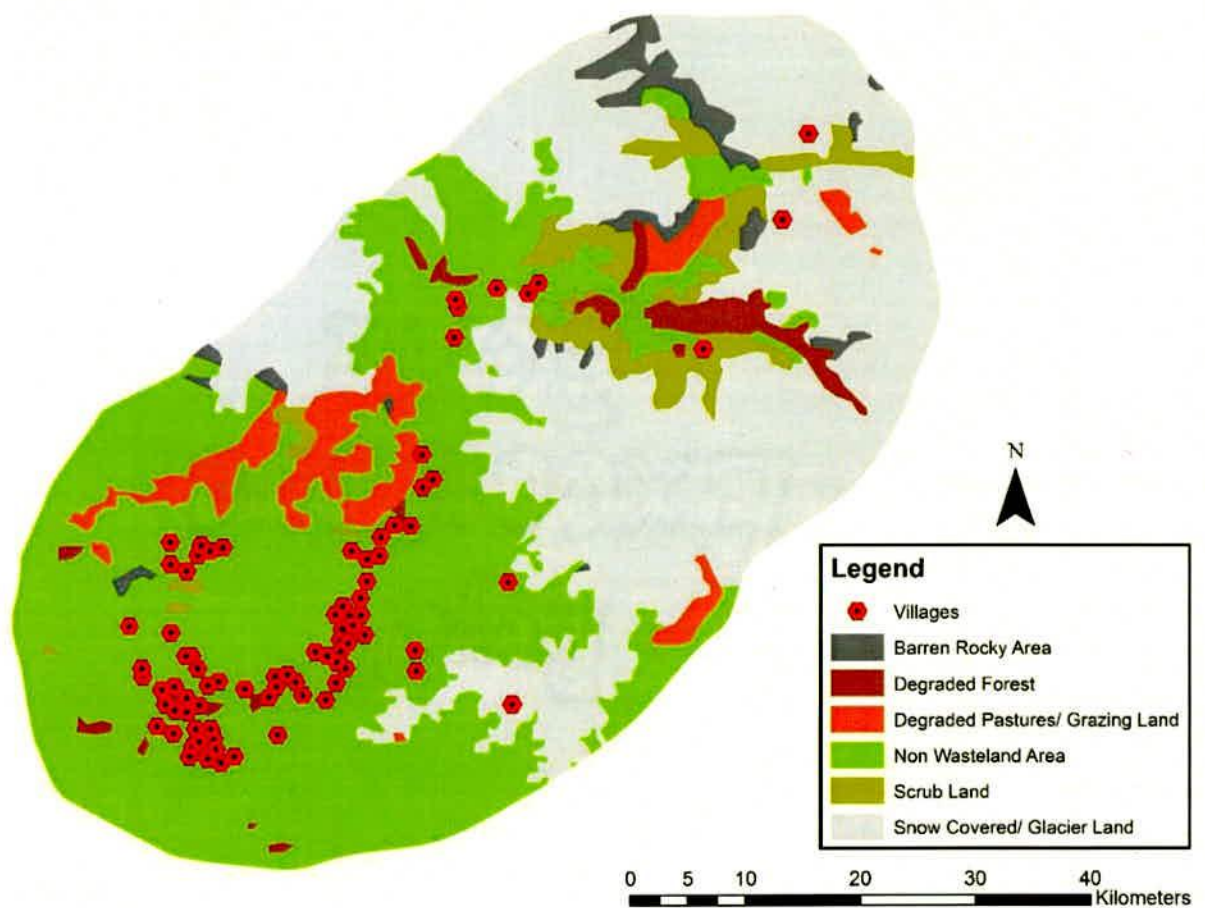 N
Legend
Villages
Barren Rocky Area
Degraded Forest
Degraded Pastures/ Grazing Land
Non Wasteland Area
Scrub Land
Snow Covered/ Glacier Land
0 5 10 20 30 40
Kilometers